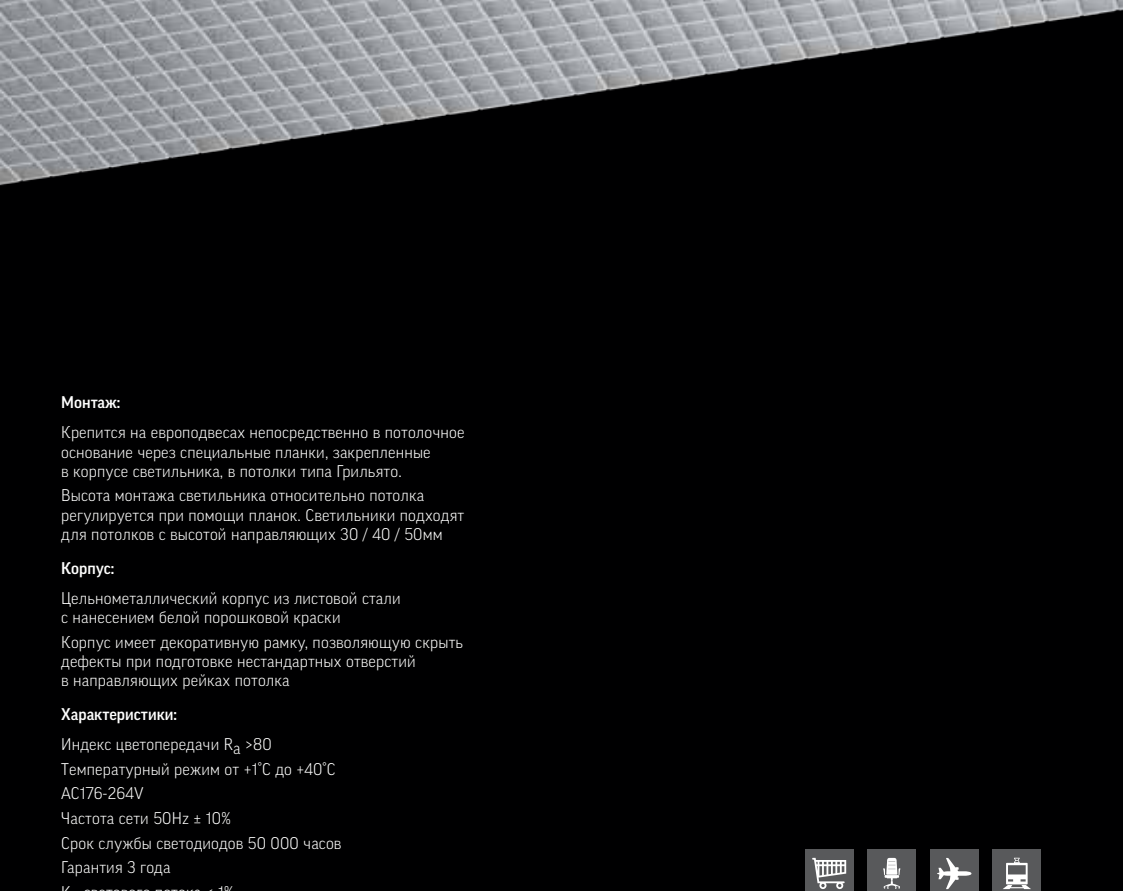 Монтаж:
Крепится на европодвесах непосредственно в потолочное
основание через специальные планки, закрепленные
в корпусе светильника, в потолки типа Грильято.
Высота монтажа светильника относительно потолка
регулируется при помощи планок. Светильники подходят
для потолков с высотой направляющих 30 / 40 / 50мм
Корпус:
Цельнометаллический корпус из листовой стали
с нанесением белой порошковой краски
Корпус имеет декоративную рамку, позволяющую скрыть
дефекты при подготовке нестандартных отверстий
в направляющих рейках потолка
Характеристики:
Индекс цветопередачи Ra >80
Температурный режим от +1˚С до +40˚С
AC176-264V
Частота сети 50Hz ± 10%
Срок службы светодиодов 50 000 часов
Гарантия 3 года
светового потока < 1%